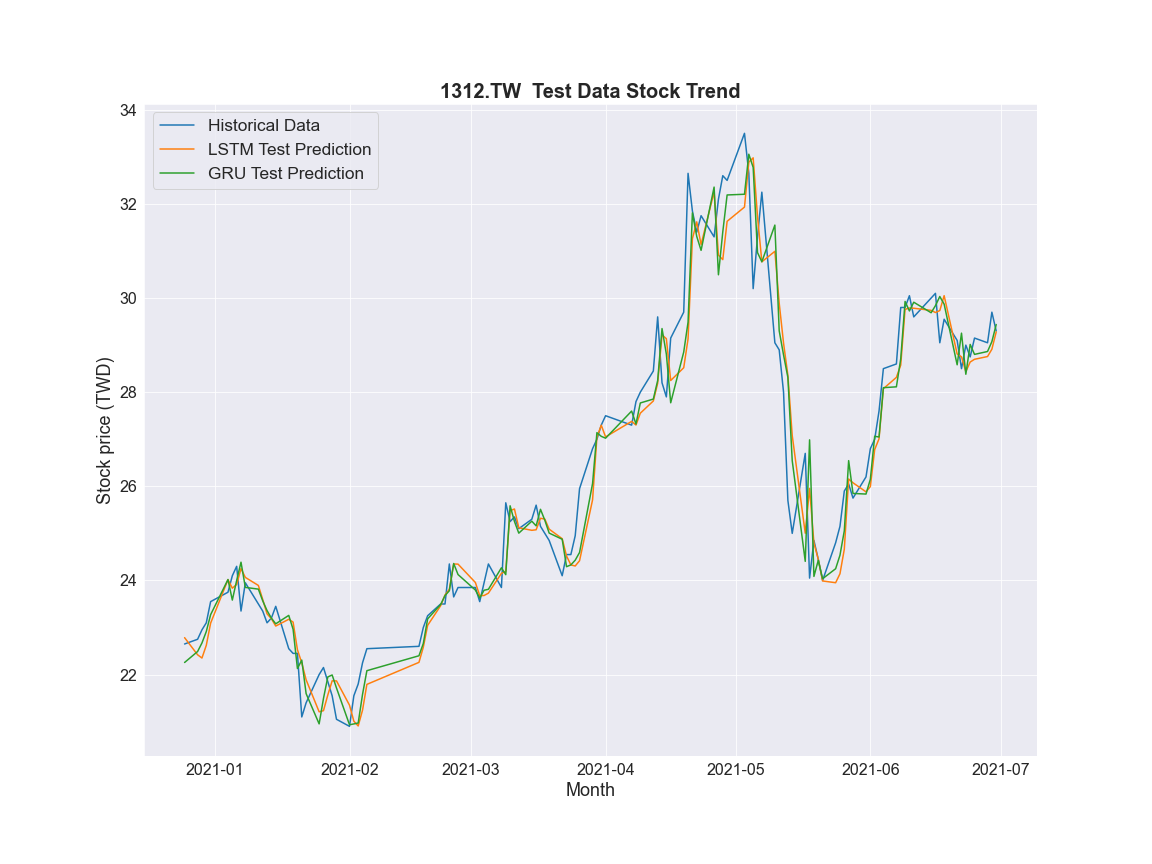 1312.TW  Test Data Stock Trend
Historical Data
LSTM Test Prediction
GRU Test Prediction
34
32
30
28
26
24
22
Stock price (TWD)
2021-01 2021-02 2021-03 2021-04 2021-05 2021-06 2021-07
Month